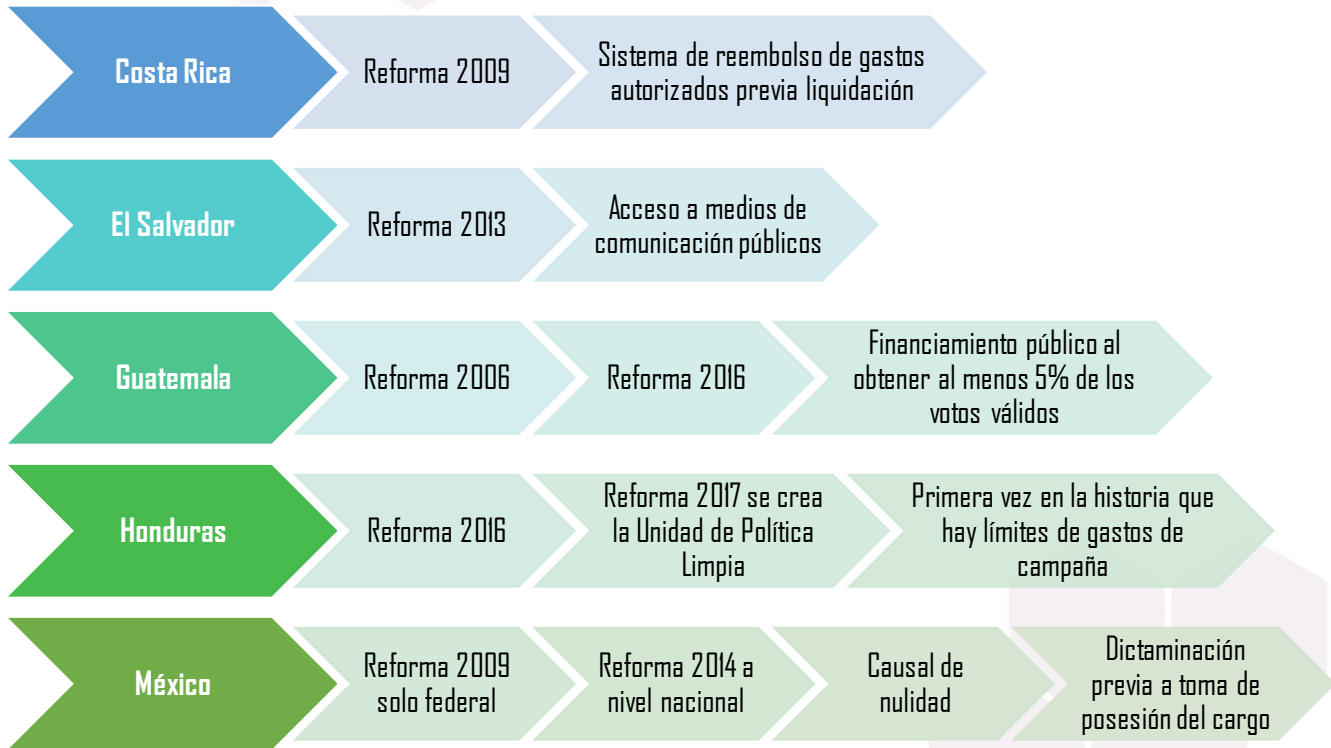 Costa Rica
Reforma 2009
Sistema de reembolso de gastos
autorizados previa liquidación
El Salvador
Reforma 2013
Acceso a medios de
comunicación públicos
Guatemala
Reforma 2006
Reforma 2016
Financiamiento público al
obtener al menos 5% de los
votos válidos
Honduras
Reforma 2016
Reforma 2017 se crea
la Unidad de Política
Limpia
Primera vez en la historia que
hay límites de gastos de
campaña
México
Reforma 2009
solo federal
Reforma 2014 a
nivel nacional
Causal de
nulidad
Dictaminación
previa a toma de
posesión del cargo